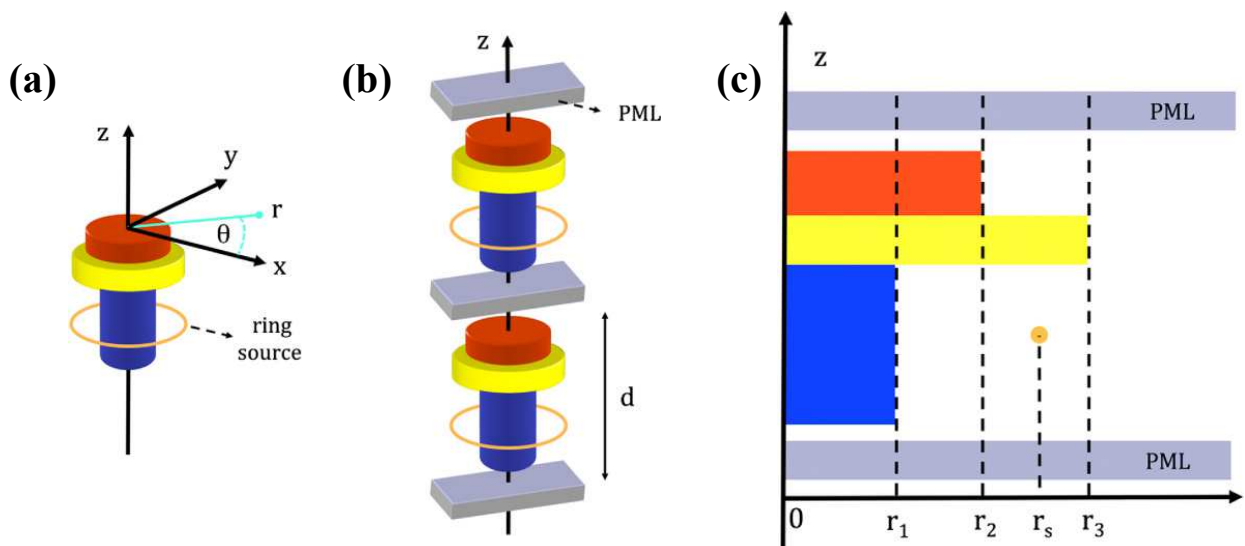 (a)
z
y
r
θ
x
ring
source
(b)
z
PML
d
(c)
z
PML
PML
0 r₁ r₂ rₛ r₃